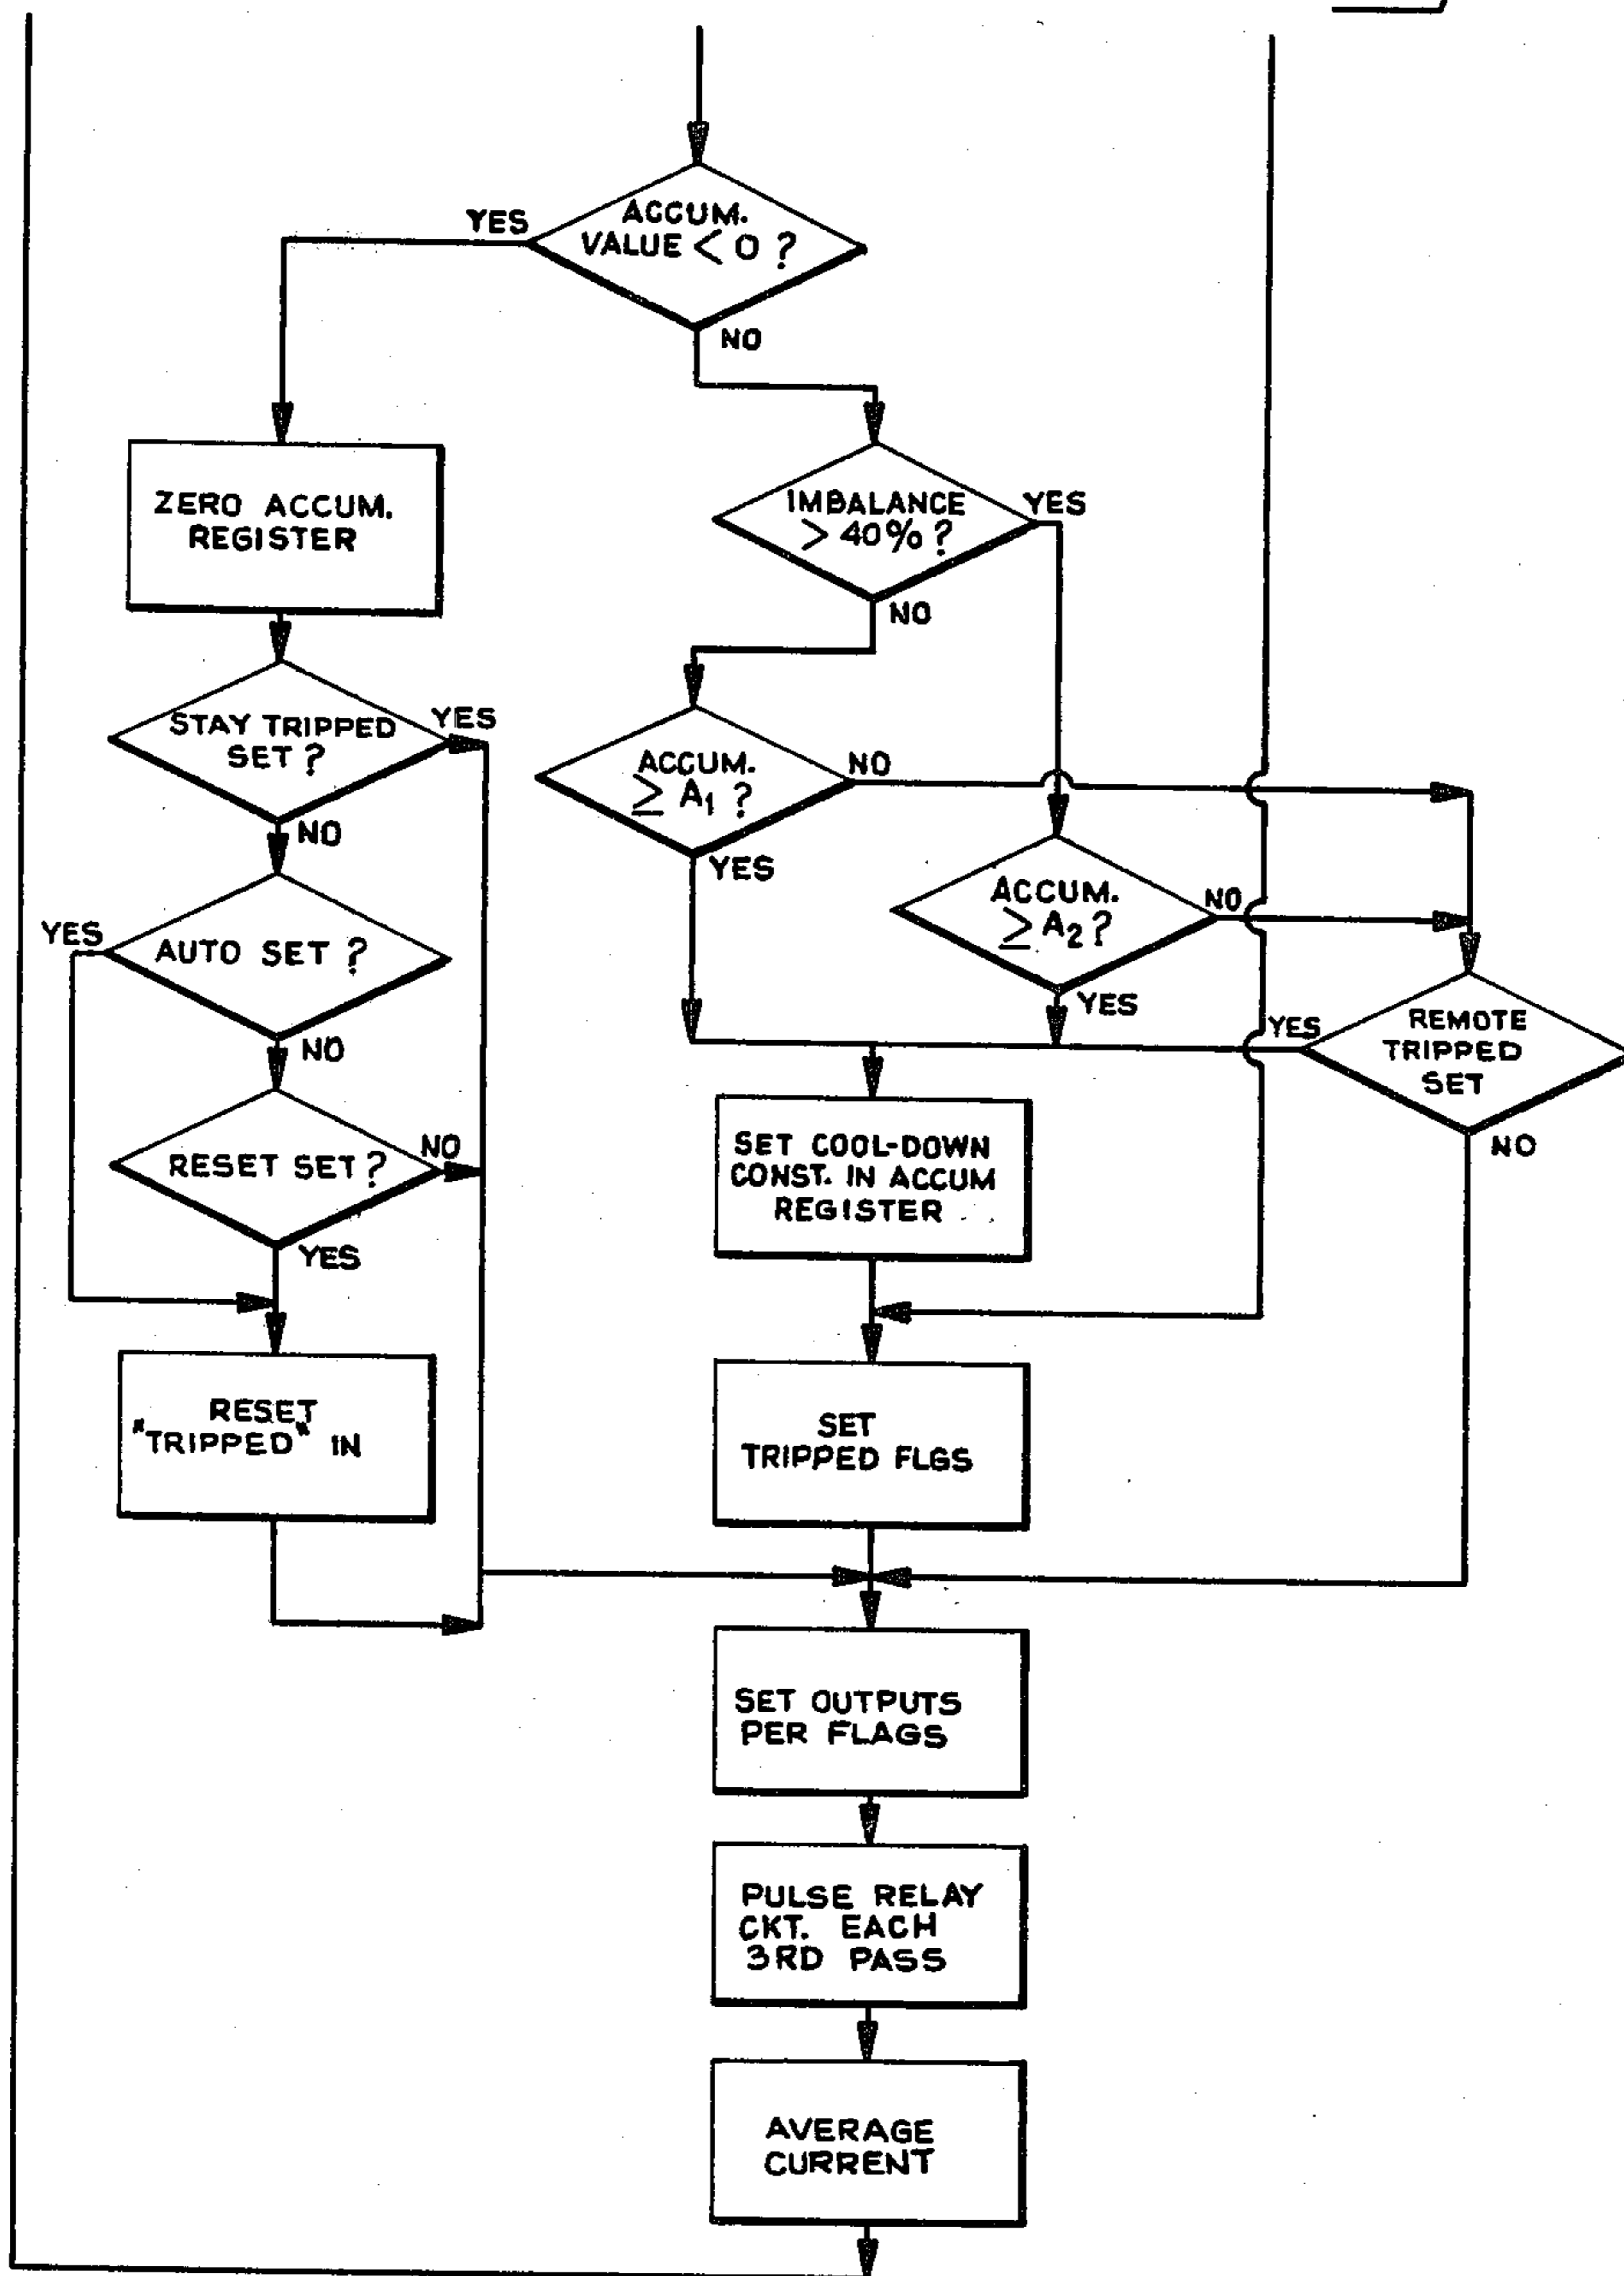 YES
ACCUM.
VALUE < 0 ?
NO
ZERO ACCUM.
REGISTER
IMBALANCE
> 40% ?
YES
NO
STAY TRIPPED
SET ?
YES
NO
ACCUM.
≥ A1 ?
NO
YES
ACCUM.
≥ A2 ?
NO
YES
YES
AUTO SET ?
NO
REMOTE
TRIPPED
SET
YES
NO
RESET SET ?
NO
YES
SET COOL-DOWN
CONST. IN ACCUM
REGISTER
RESET
"TRIPPED" IN
SET
TRIPPED FLGS
SET OUTPUTS
PER FLAGS
PULSE RELAY
CKT. EACH
3RD PASS
AVERAGE
CURRENT